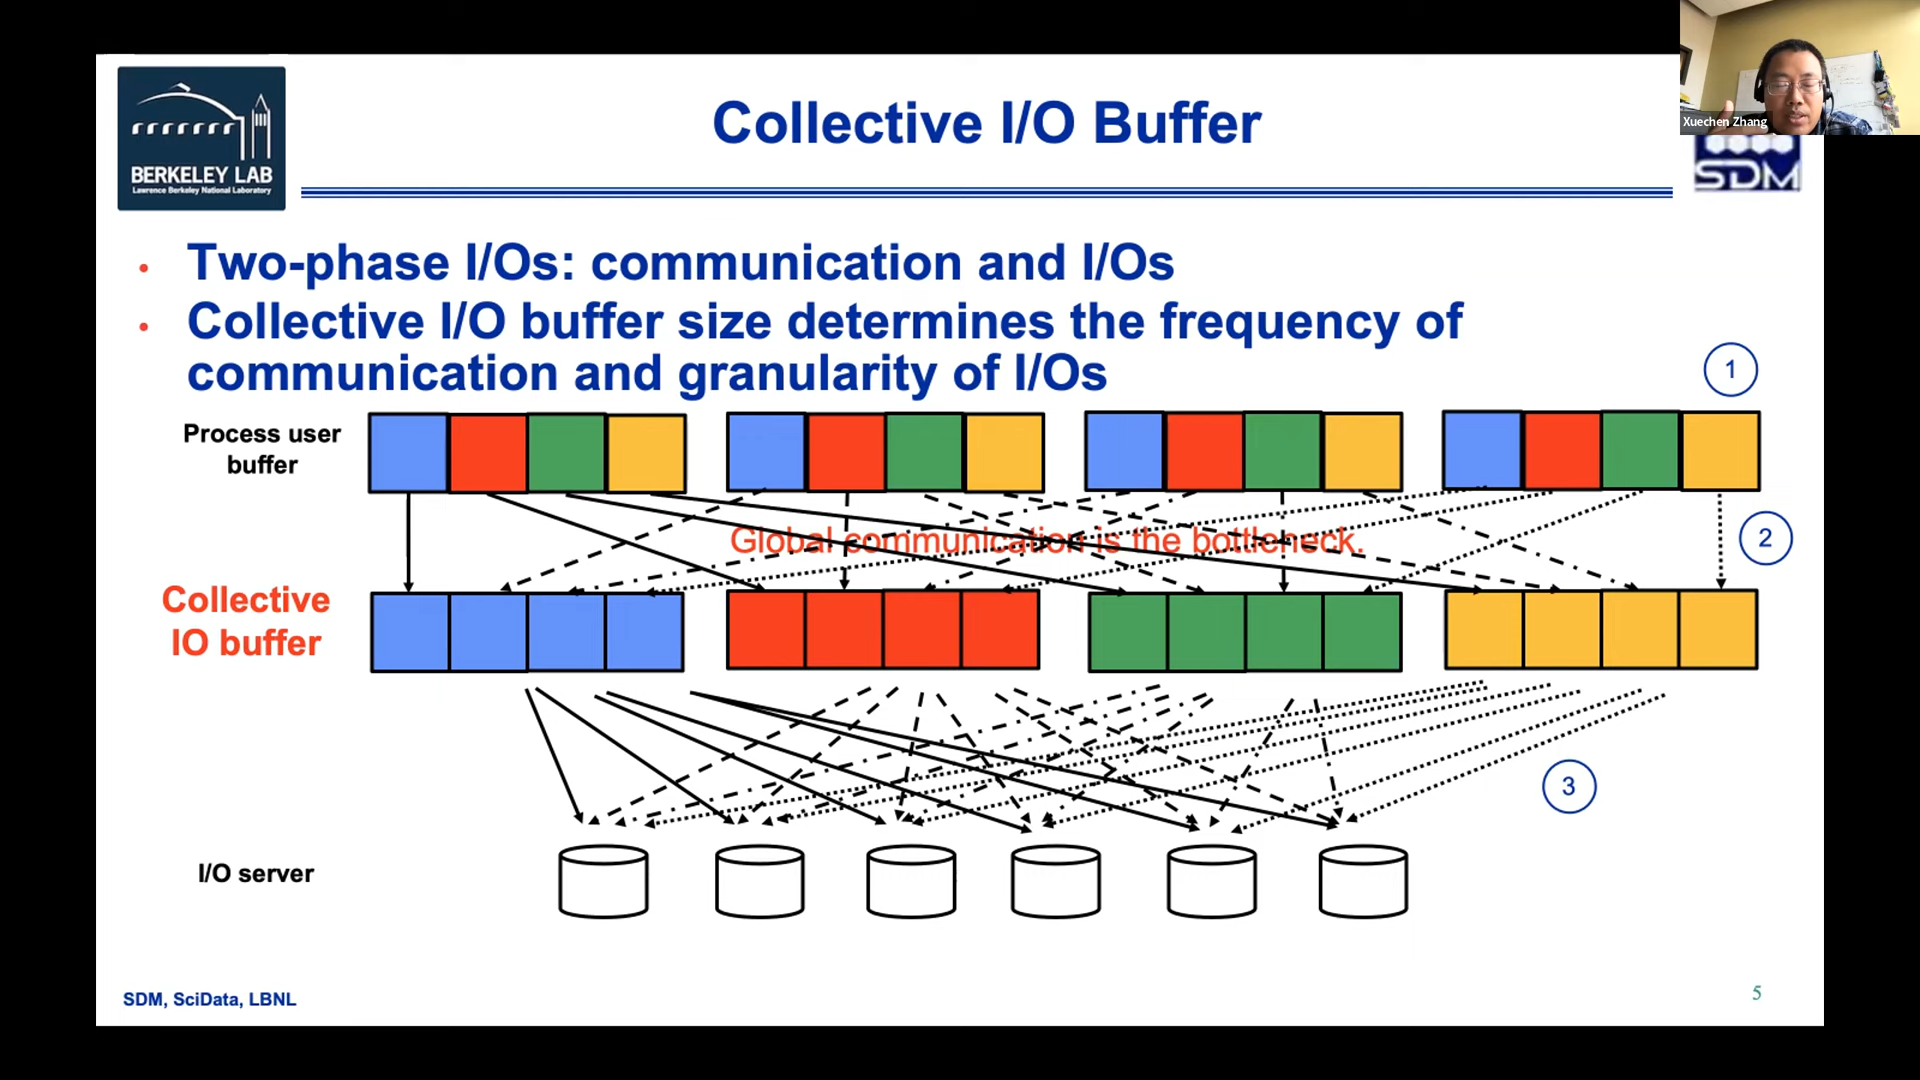 Xuechen Zhang
BERKELEY LAB
Lawrence Berkeley National Laboratory
Collective I/O Buffer
SDM
• Two-phase I/Os: communication and I/Os
• Collective I/O buffer size determines the frequency of
communication and granularity of I/Os
1
Process user
buffer
Global communication is the bottleneck.
2
Collective
IO buffer
3
I/O server
SDM, SciData, LBNL
5